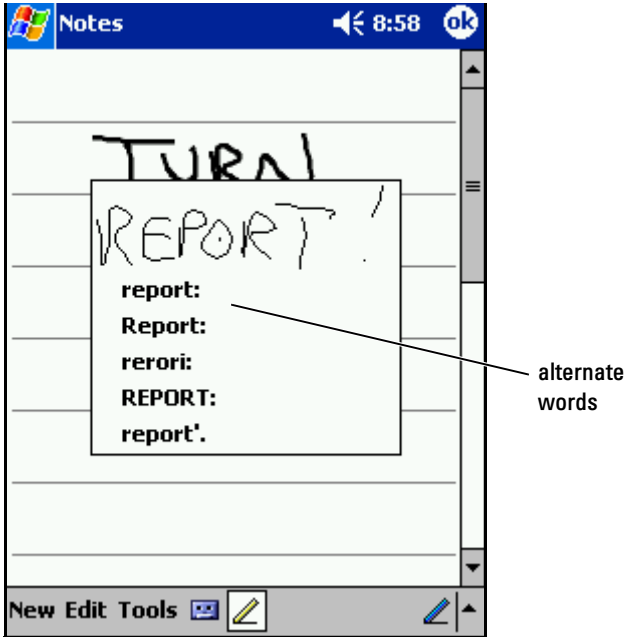 Notes 8:58 ok
TURN
REPORT!
report:
Report:
rerori:
REPORT:
report'.
alternate
words
New Edit Tools